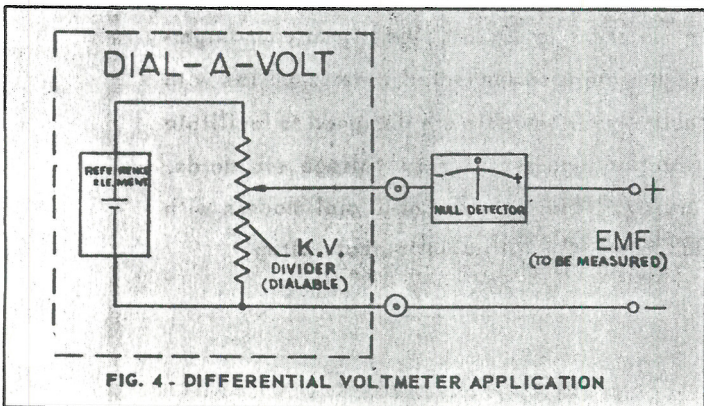 DIAL-A-VOLT
REFERENCE
ELEMENT
K.V.
DIVIDER
(DIALABLE)
- o +
NULL DETECTOR
+
EMF
(TO BE MEASURED)
-
FIG. 4 - DIFFERENTIAL VOLTMETER APPLICATION